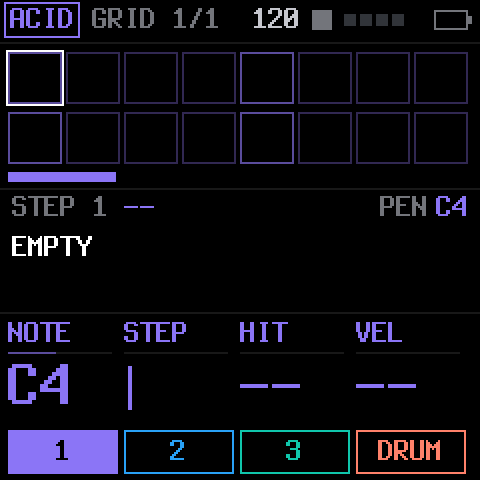 ACID GRID 1/1 120
STEP 1 -- PEN C4
EMPTY
NOTE STEP HIT VEL
C4 | -- --
1 2 3 DRUM